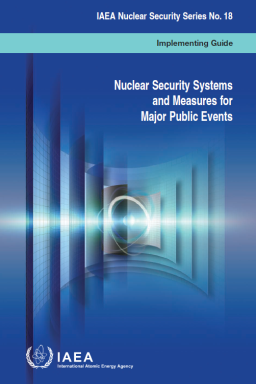 IAEA Nuclear Security Series No. 18
Implementing Guide
Nuclear Security Systems
and Measures for
Major Public Events
IAEA
International Atomic Energy Agency